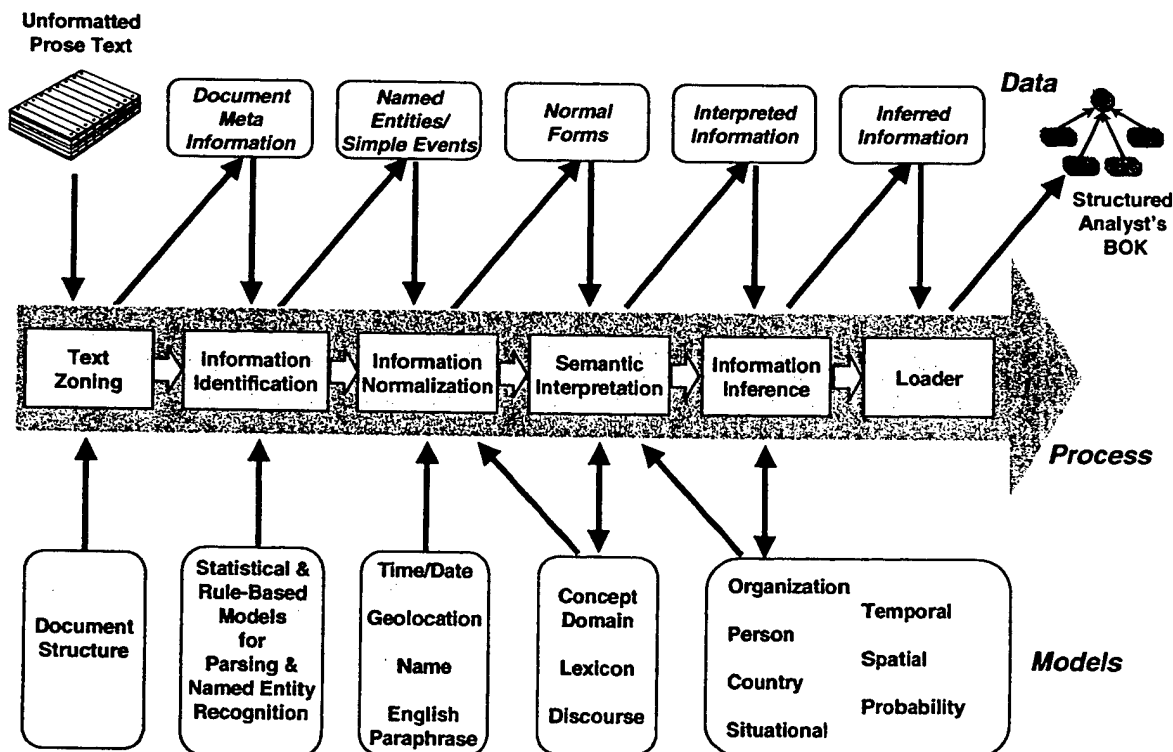 Unformatted
Prose Text
Document
Meta
Information
Named
Entities/
Simple Events
Normal
Forms
Interpreted
Information
Inferred
Information
Data
Structured
Analyst's
BOK
Text
Zoning
Information
Identification
Information
Normalization
Semantic
Interpretation
Information
Inference
Loader
Process
Document
Structure
Statistical &
Rule-Based
Models
for
Parsing &
Named Entity
Recognition
Time/Date
Geolocation
Name
English
Paraphrase
Concept
Domain
Lexicon
Discourse
Organization
Person
Country
Situational
Temporal
Spatial
Probability
Models